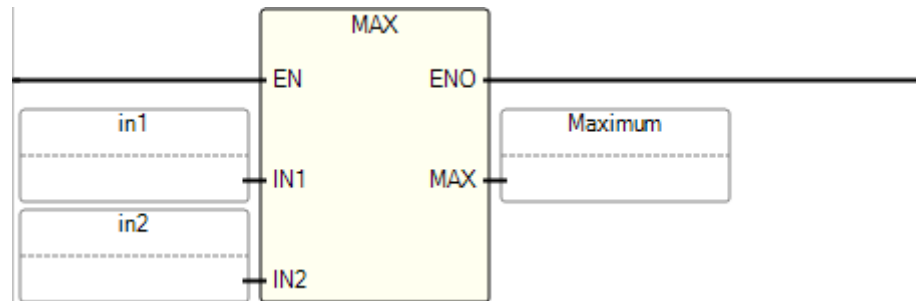 MAX
EN ENO
in1 Maximum
IN1 MAX
in2
IN2